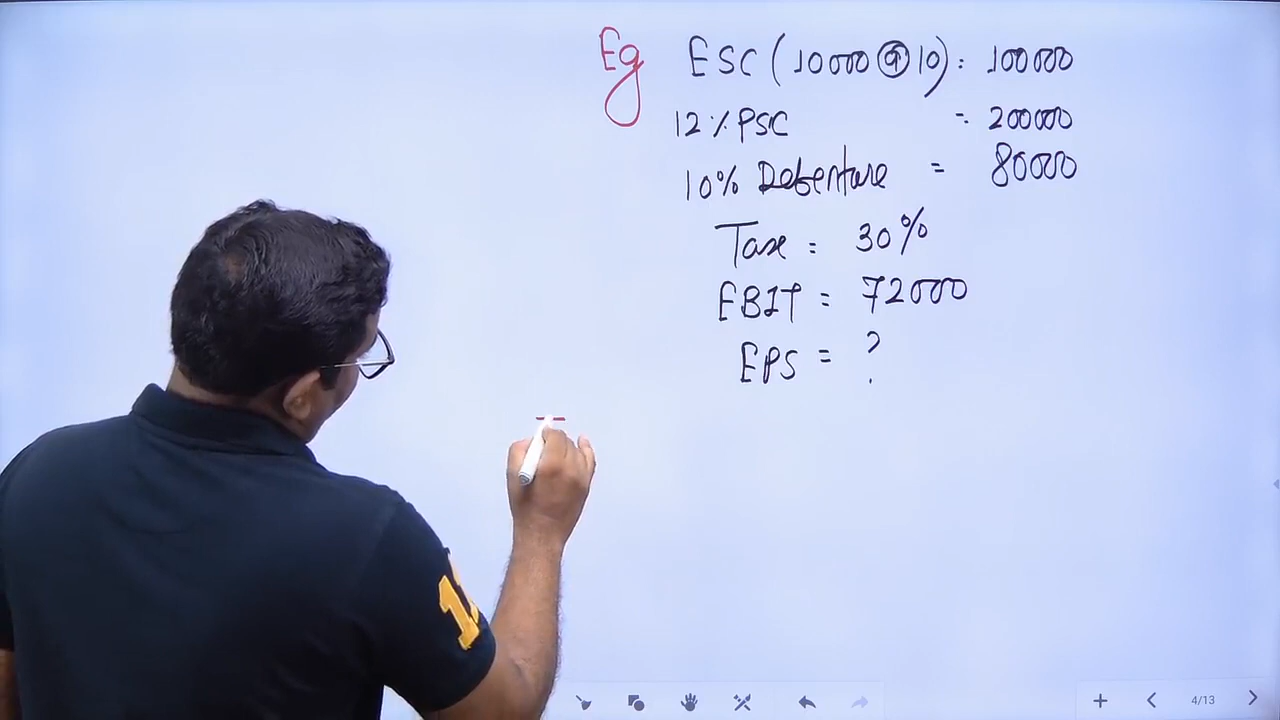 Eg ESC (10000 @ 10) = 100000
12% PSC = 200000
10% Debenture = 80000
Tax = 30%
EBIT = 72000
EPS = ?
4/13